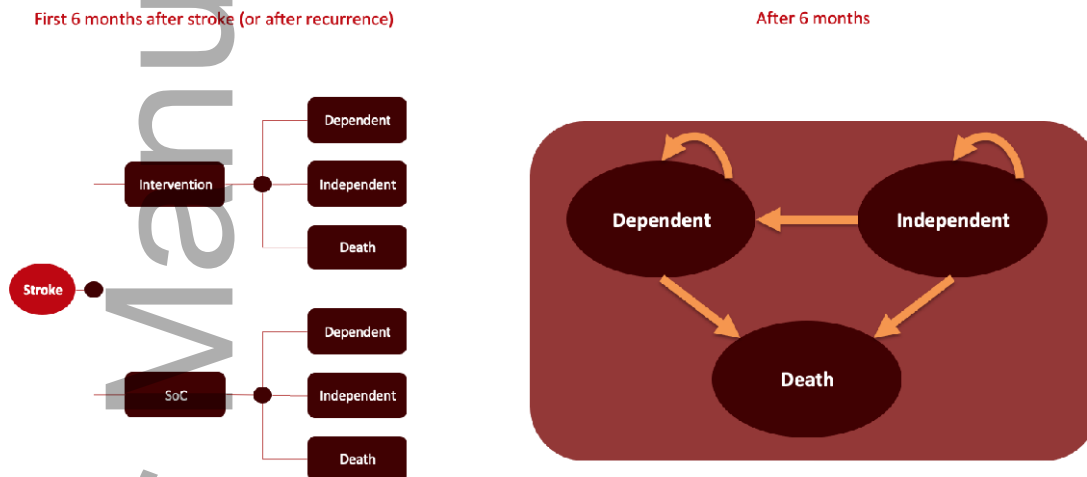 First 6 months after stroke (or after recurrence)
After 6 months
Dependent
Intervention
Independent
Death
Stroke
Dependent
SoC
Independent
Death
Dependent
Independent
Death
Manu